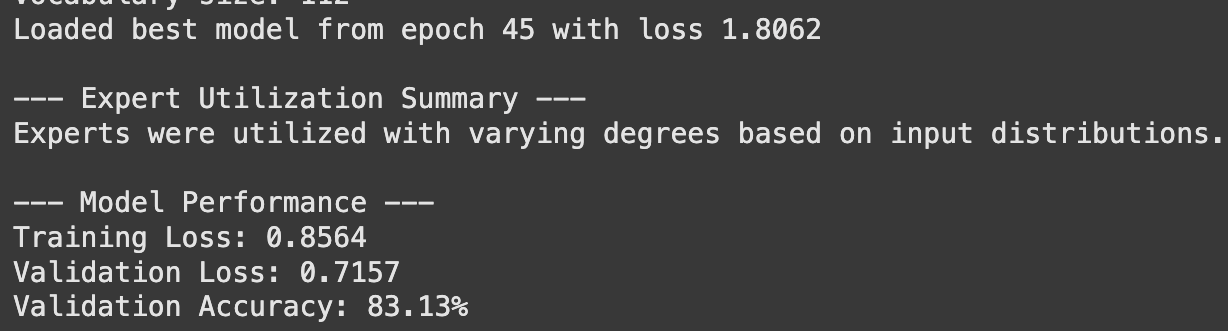 Vocabulary size: 112
Loaded best model from epoch 45 with loss 1.8062
--- Expert Utilization Summary ---
Experts were utilized with varying degrees based on input distributions.
--- Model Performance ---
Training Loss: 0.8564
Validation Loss: 0.7157
Validation Accuracy: 83.13%